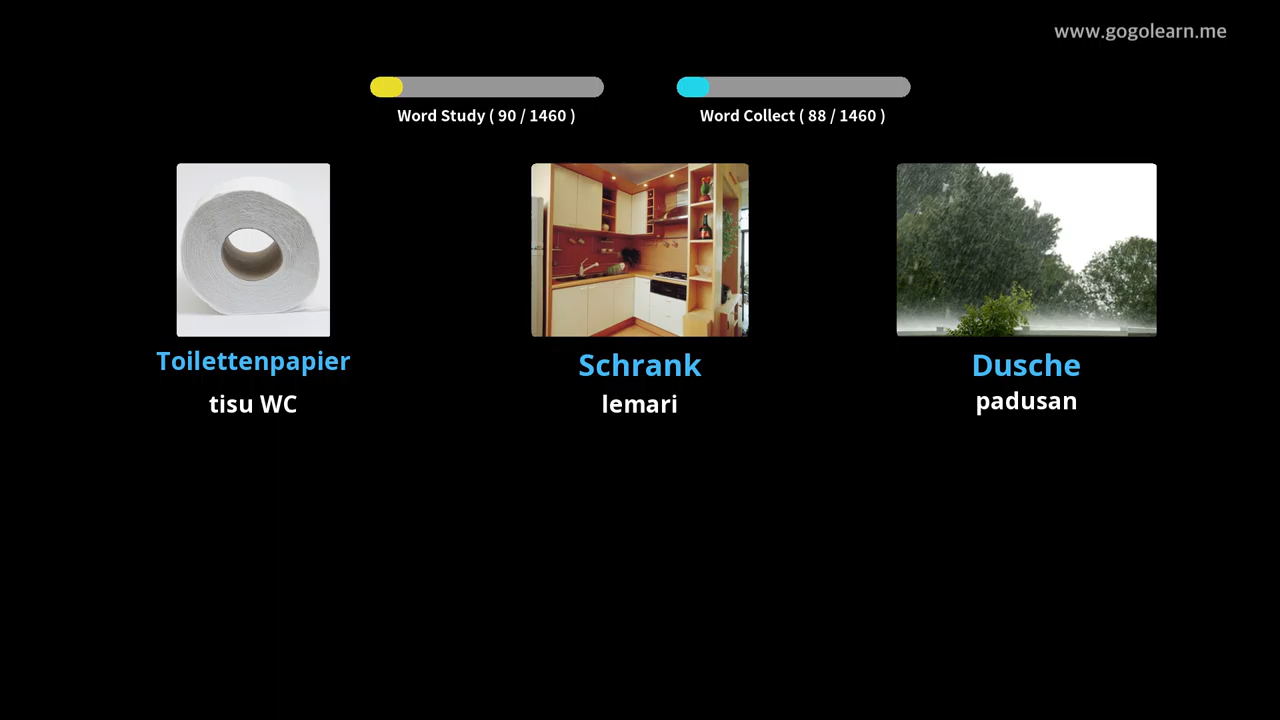 www.gogolearn.me
Word Study ( 90 / 1460 )
Word Collect ( 88 / 1460 )
Toilettenpapier
Schrank
Dusche
tisu WC
lemari
padusan